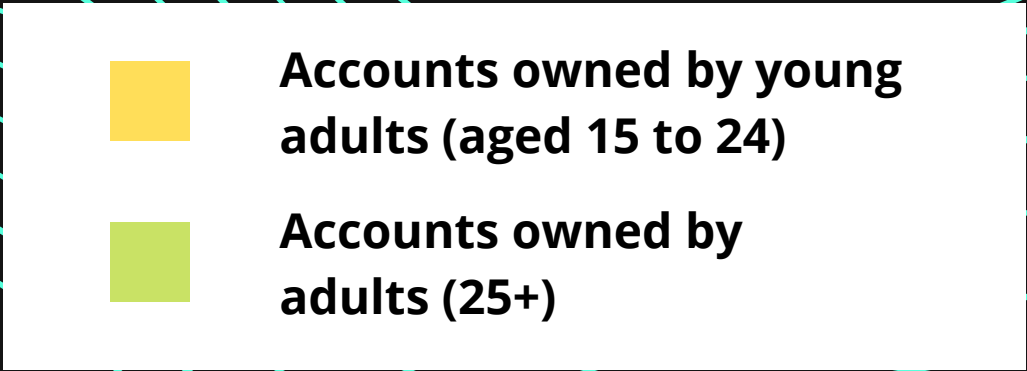 Accounts owned by young
adults (aged 15 to 24)
Accounts owned by
adults (25+)